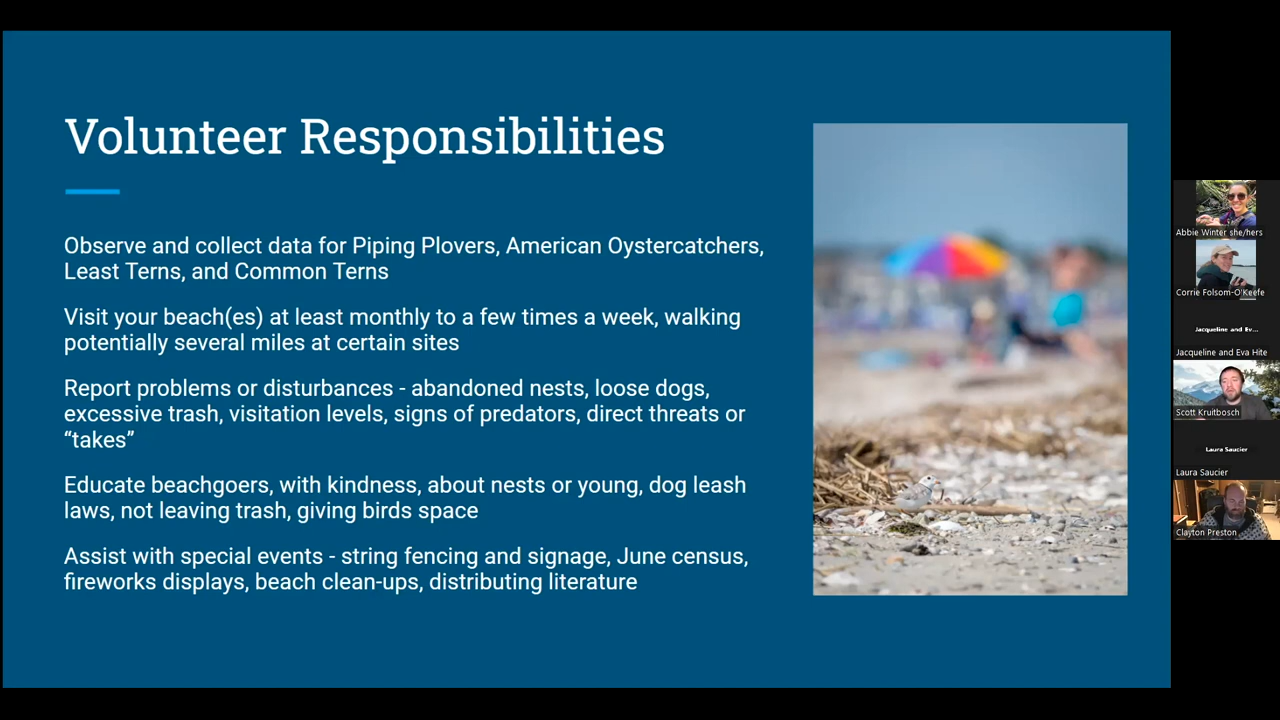 Volunteer Responsibilities
Observe and collect data for Piping Plovers, American Oystercatchers,
Least Terns, and Common Terns
Visit your beach(es) at least monthly to a few times a week, walking
potentially several miles at certain sites
Report problems or disturbances - abandoned nests, loose dogs,
excessive trash, visitation levels, signs of predators, direct threats or
“takes”
Educate beachgoers, with kindness, about nests or young, dog leash
laws, not leaving trash, giving birds space
Assist with special events - string fencing and signage, June census,
fireworks displays, beach clean-ups, distributing literature
Abbie Winter she/hers
Corrie Folsom-O'Keefe
Jacqueline and Ev...
Jacqueline and Eva Hite
Scott Kruitbosch
Laura Saucier
Laura Saucier
Clayton Preston